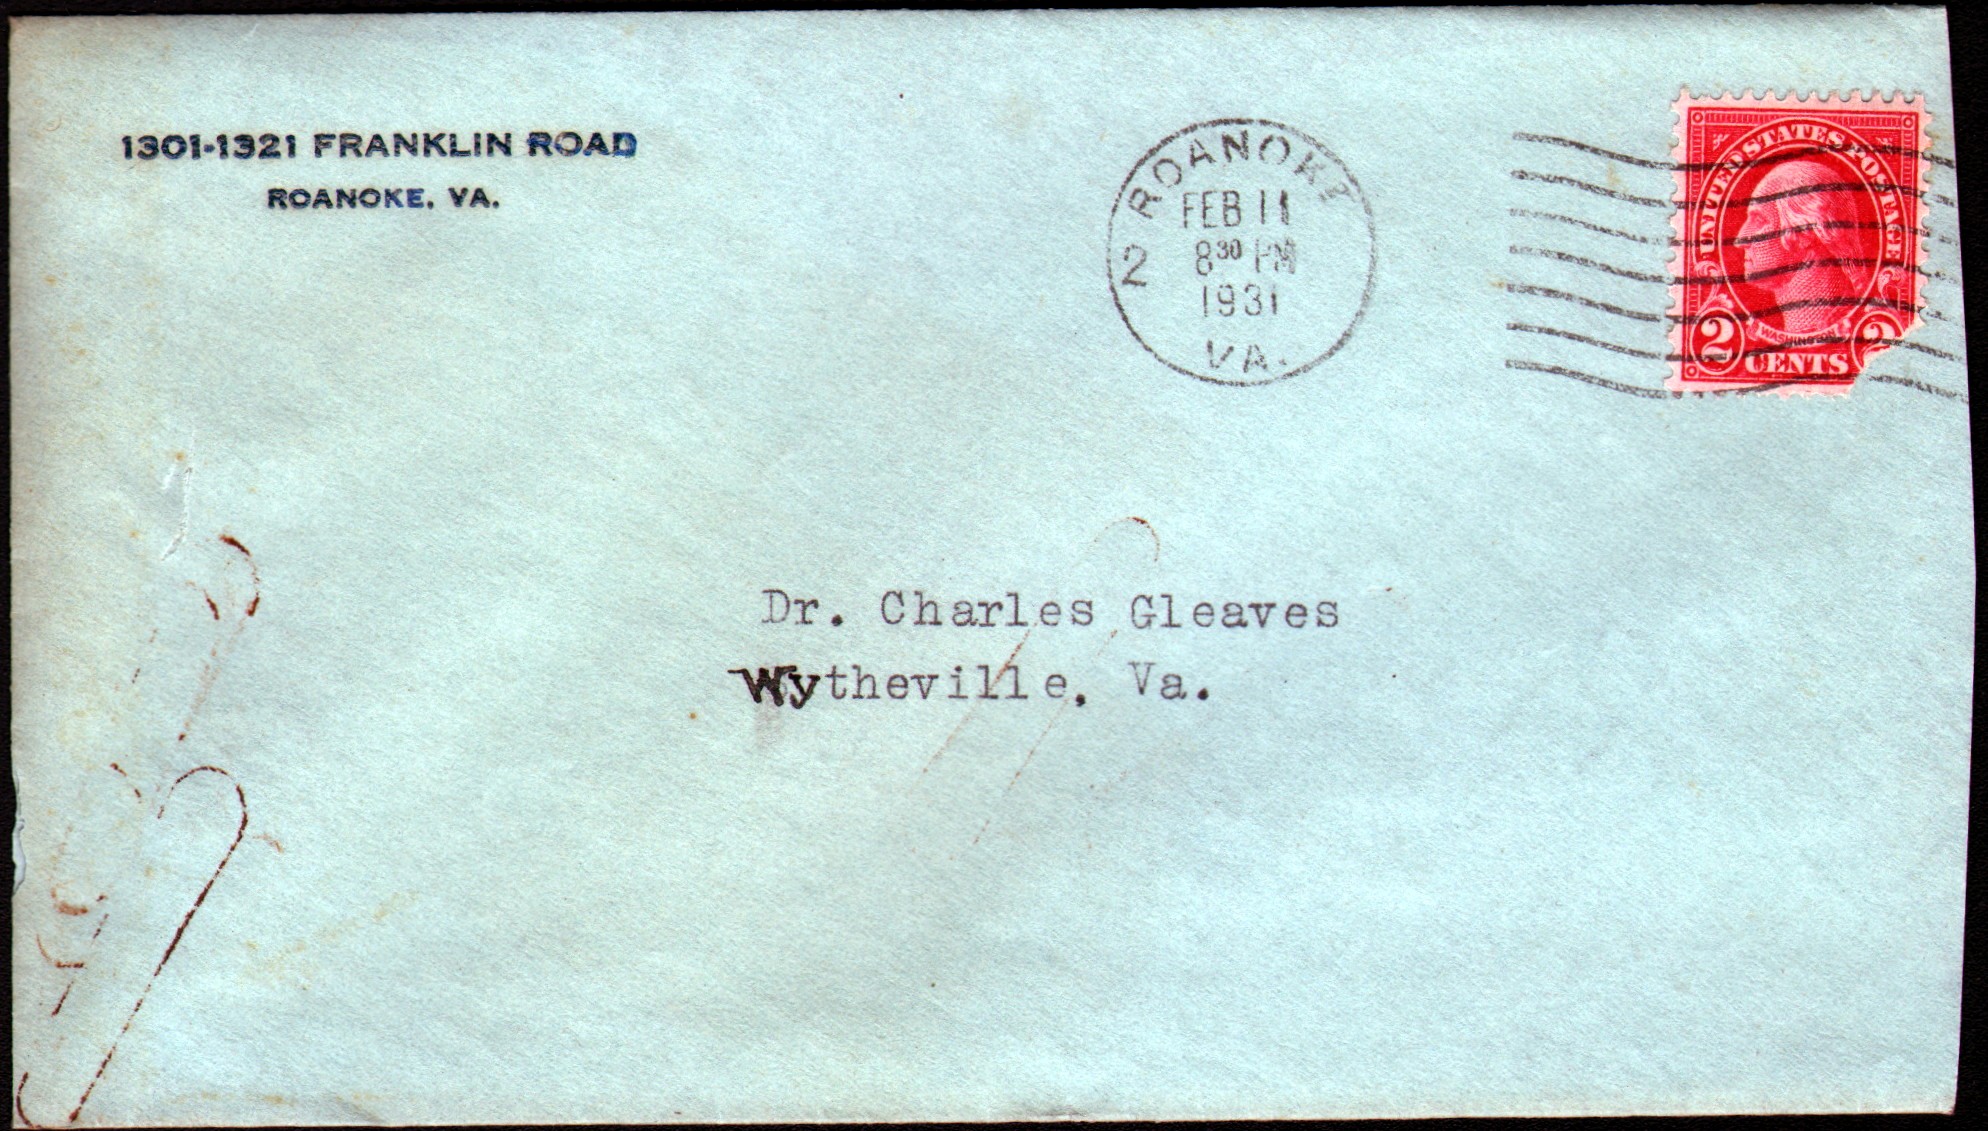 1301-1321 FRANKLIN ROAD
ROANOKE, VA.
ROANOKE
FEB 11
8 30 PM
2
1931
VA.
UNITED STATES POSTAGE
WASHINGTON
2 CENTS 2
Dr. Charles Gleaves
Wytheville, Va.